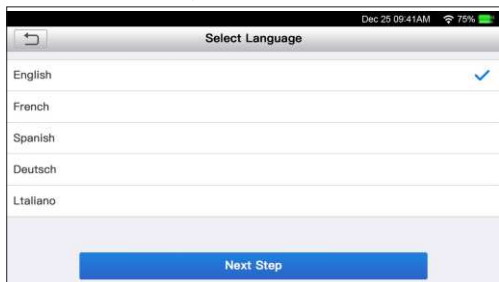 Dec 25 09:41AM 75%
Select Language
English
French
Spanish
Deutsch
Ltaliano
Next Step